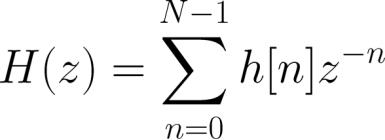 H(z) = \sum_{n=0}^{N-1} h[n]z^{-n}